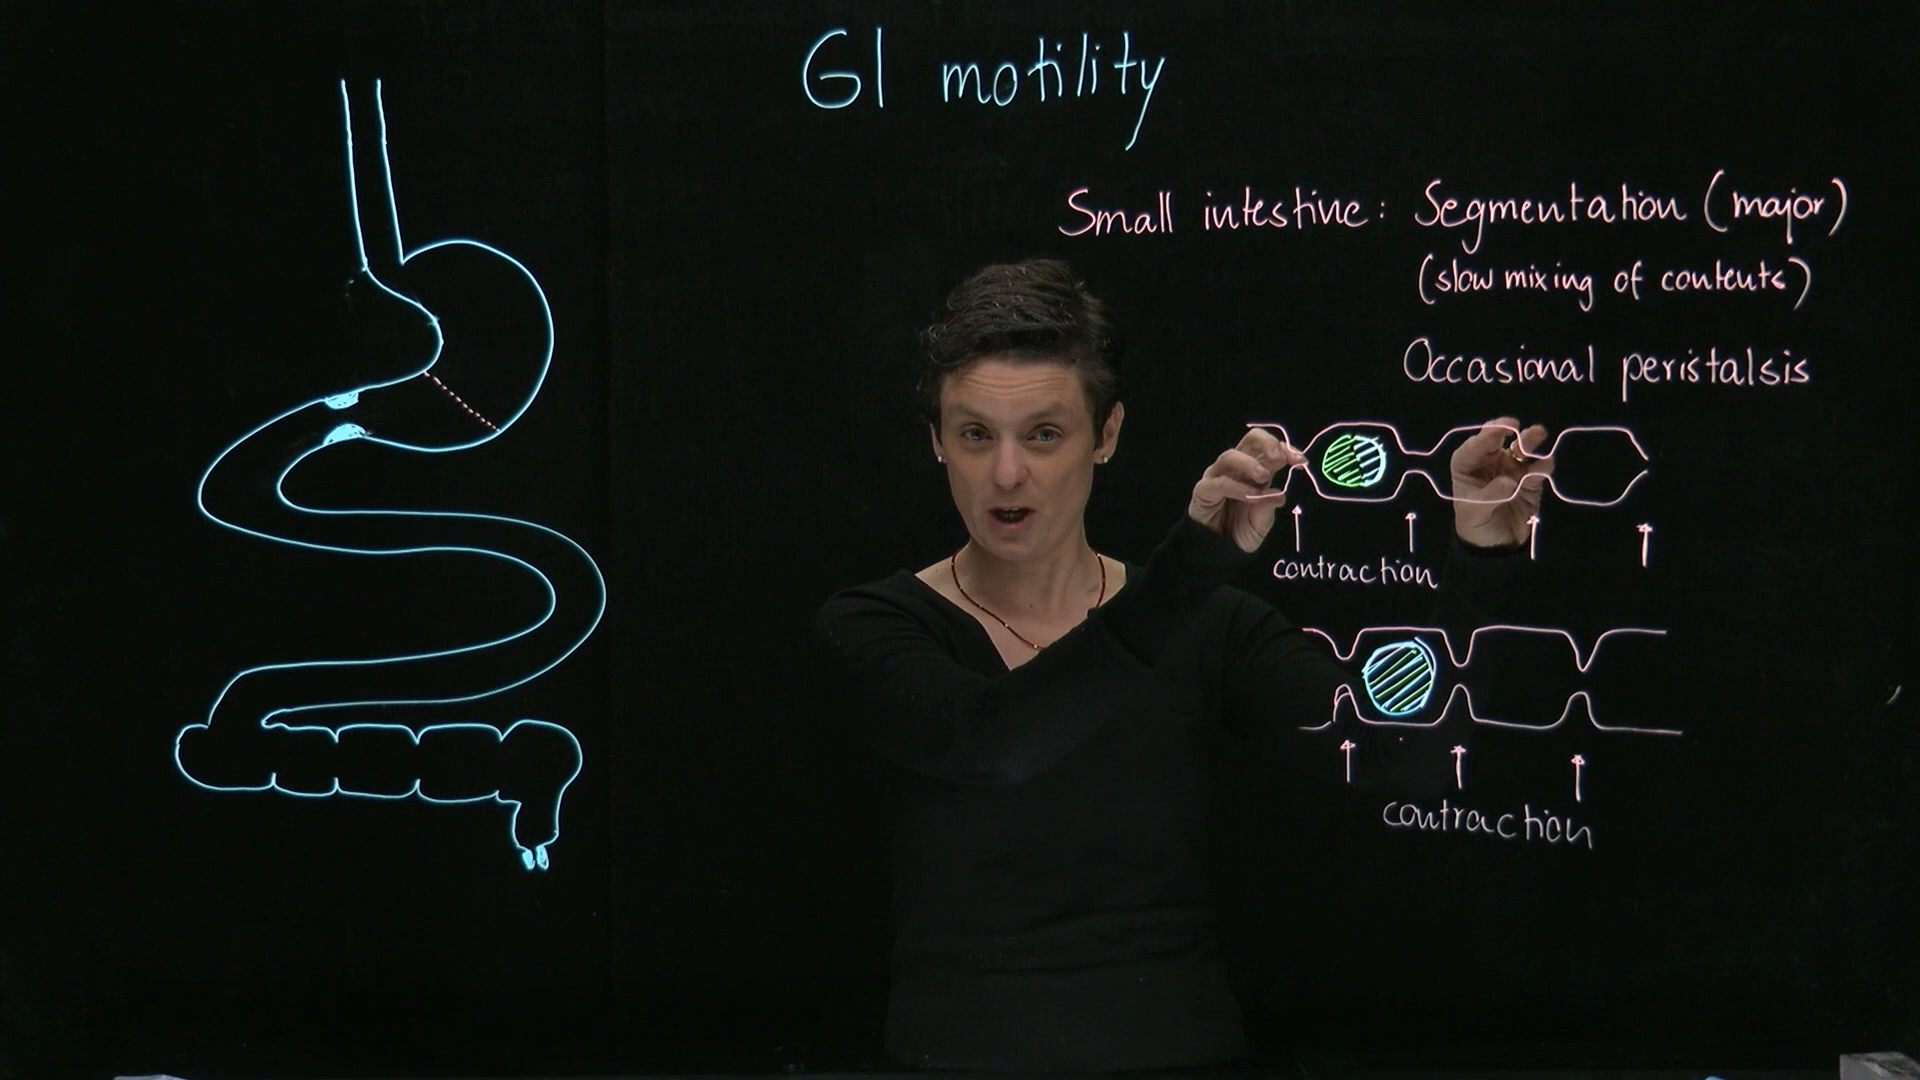 GI motility
Small intestine: Segmentation (major)
(slow mixing of contents)
Occasional peristalsis
contraction
contraction